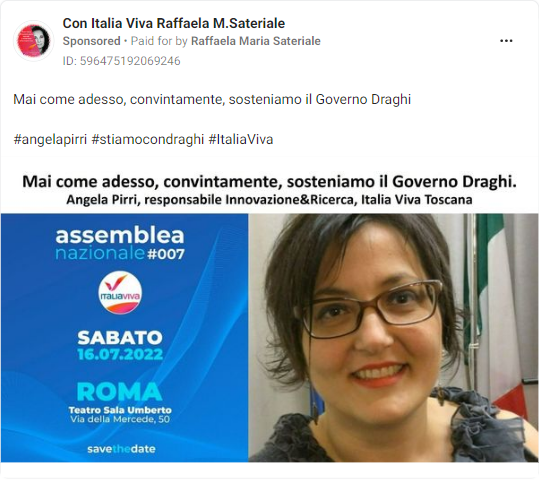 Con Italia Viva Raffaela M.Sateriale
Sponsored • Paid for by Raffaela Maria Sateriale
ID: 596475192069246
Mai come adesso, convintamente, sosteniamo il Governo Draghi
#angelapirri #stiamocondraghi #ItaliaViva
Mai come adesso, convintamente, sosteniamo il Governo Draghi.
Angela Pirri, responsabile Innovazione&Ricerca, Italia Viva Toscana
assemblea
nazionale #007
ITALIAVIVA
SABATO
16.07.2022
ROMA
Teatro Sala Umberto
Via della Mercede, 50
savethedate